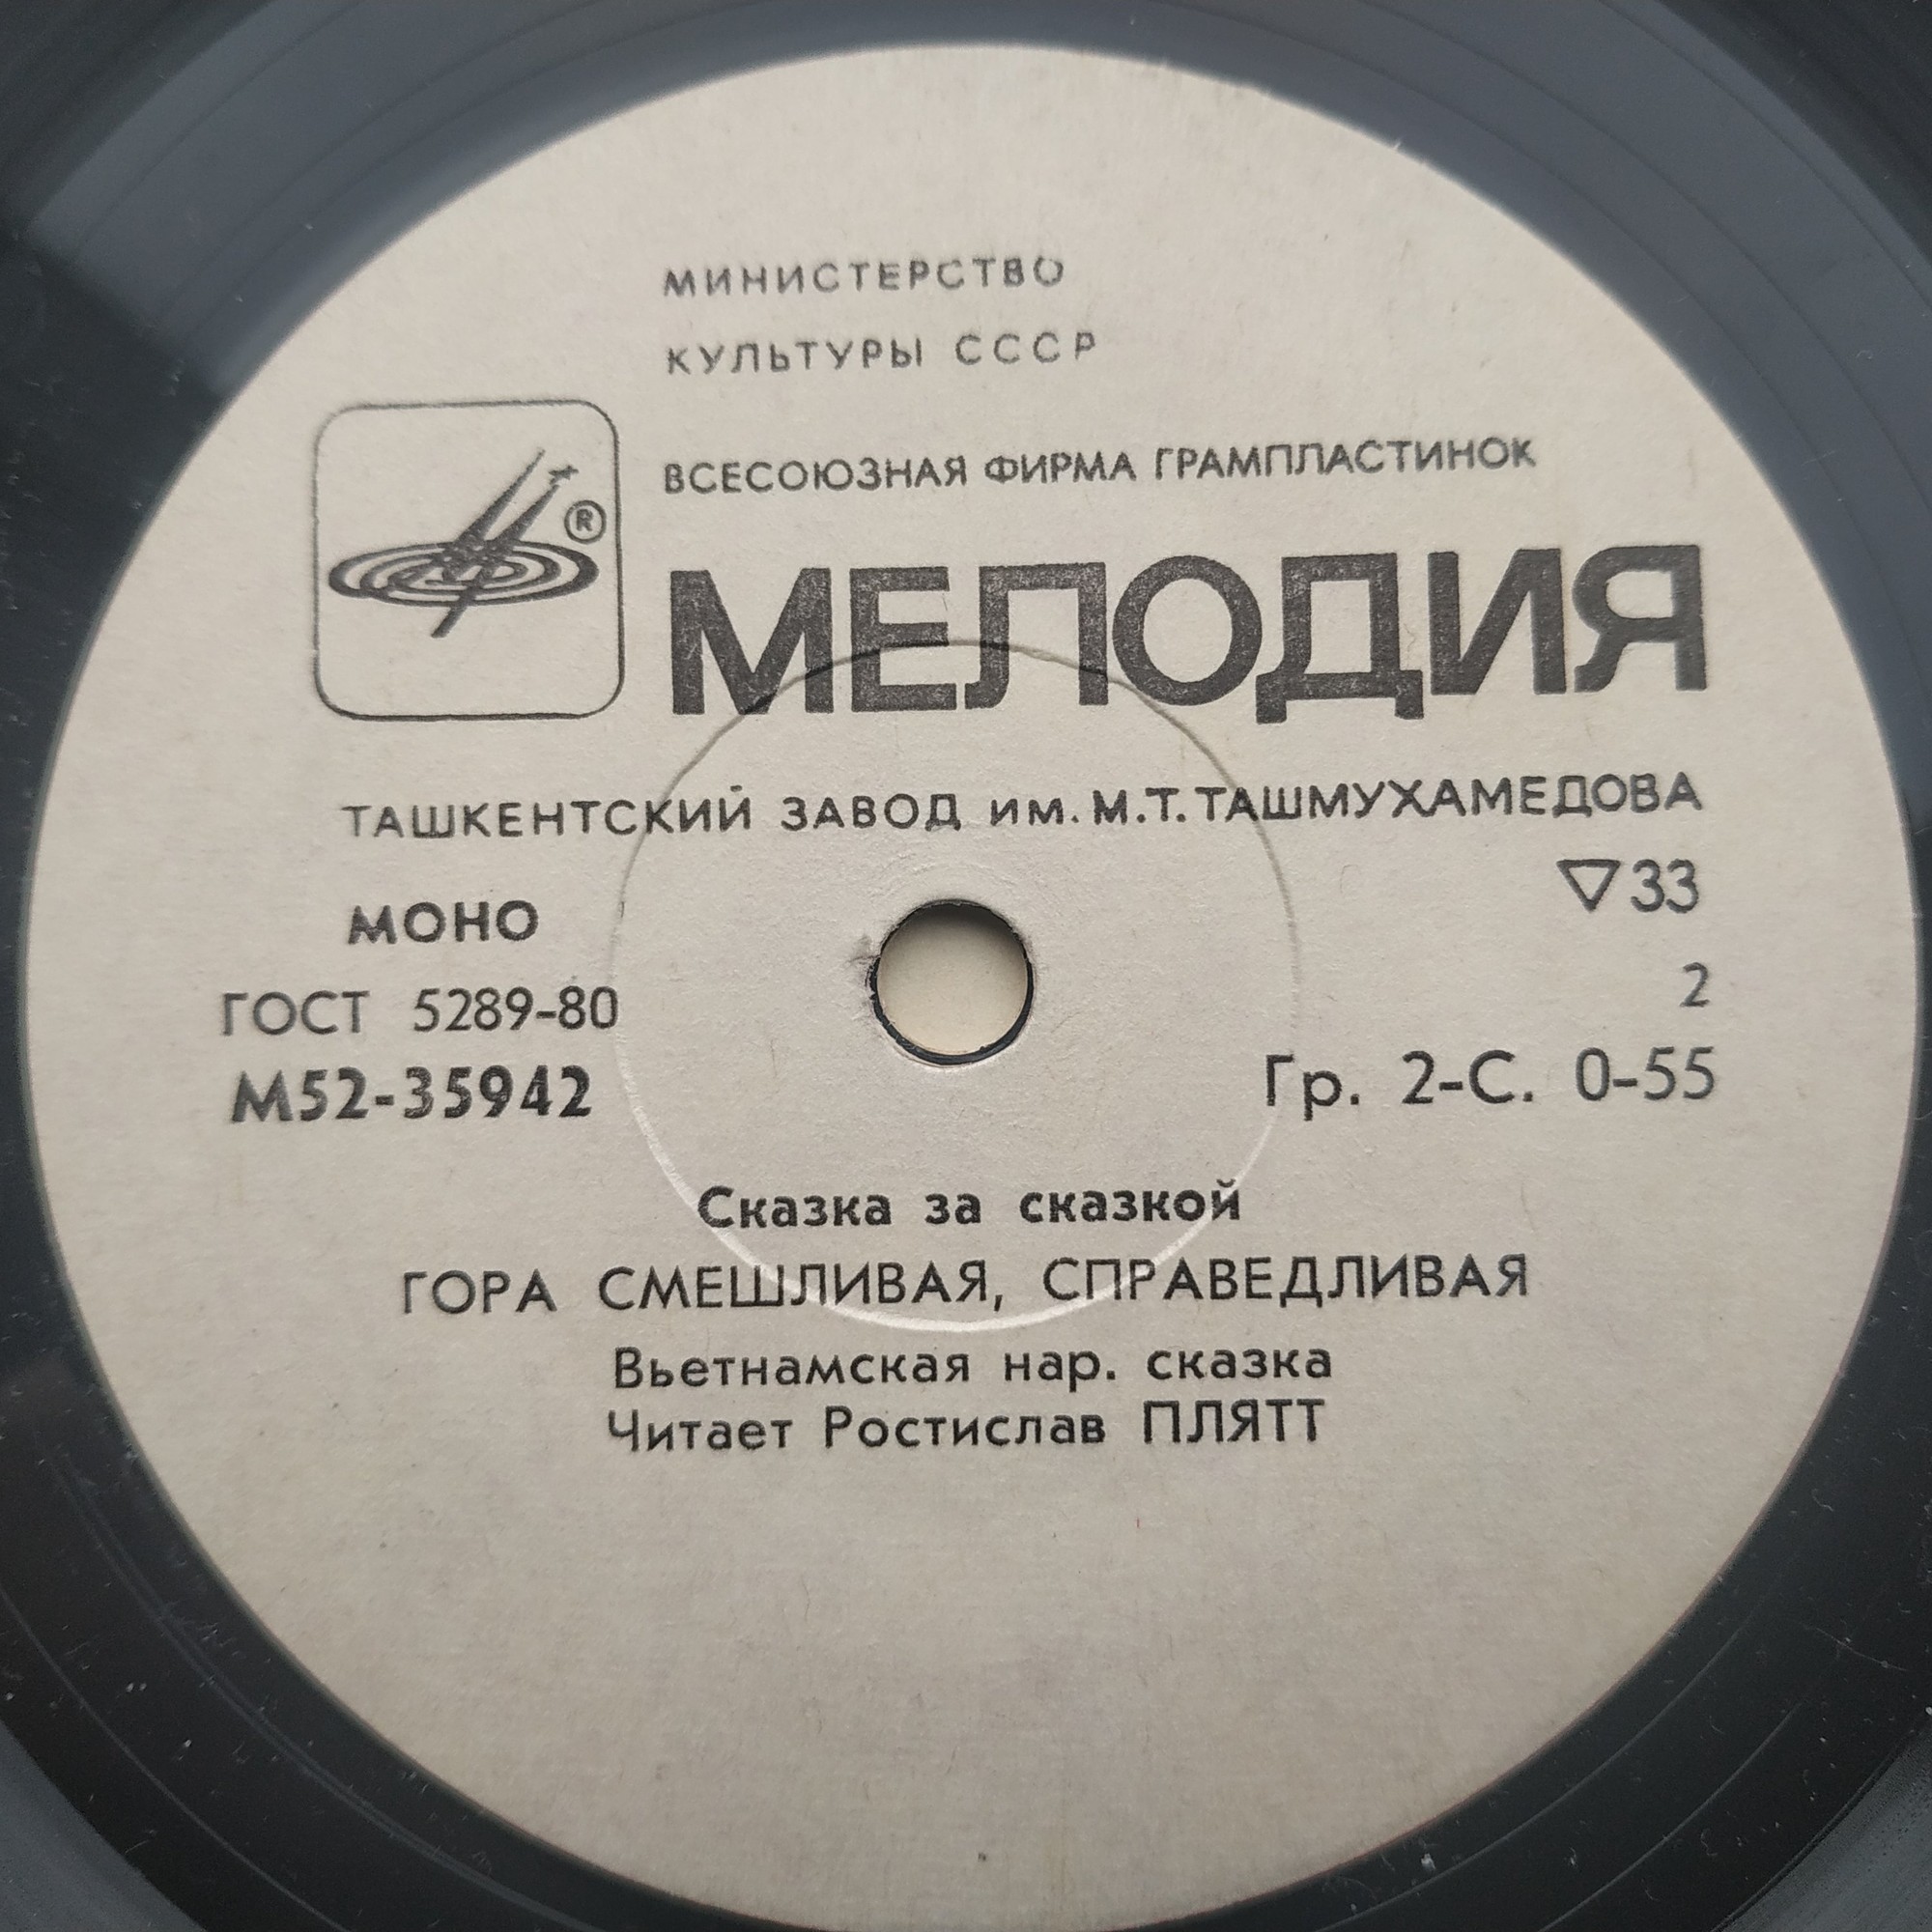 МИНИСТЕРСТВО
КУЛЬТУРЫ СССР
ВСЕСОЮЗНАЯ ФИРМА ГРАМПЛАСТИНОК
®
МЕЛОДИЯ
ТАШКЕНТСКИЙ ЗАВОД им. М.Т. ТАШМУХАМЕДОВА
МОНО
▽33
ГОСТ 5289-80
2
М52-35942
Гр. 2-С. 0-55
Сказка за сказкой
ГОРА СМЕШЛИВАЯ, СПРАВЕДЛИВАЯ
Вьетнамская нар. сказка
Читает Ростислав ПЛЯТТ